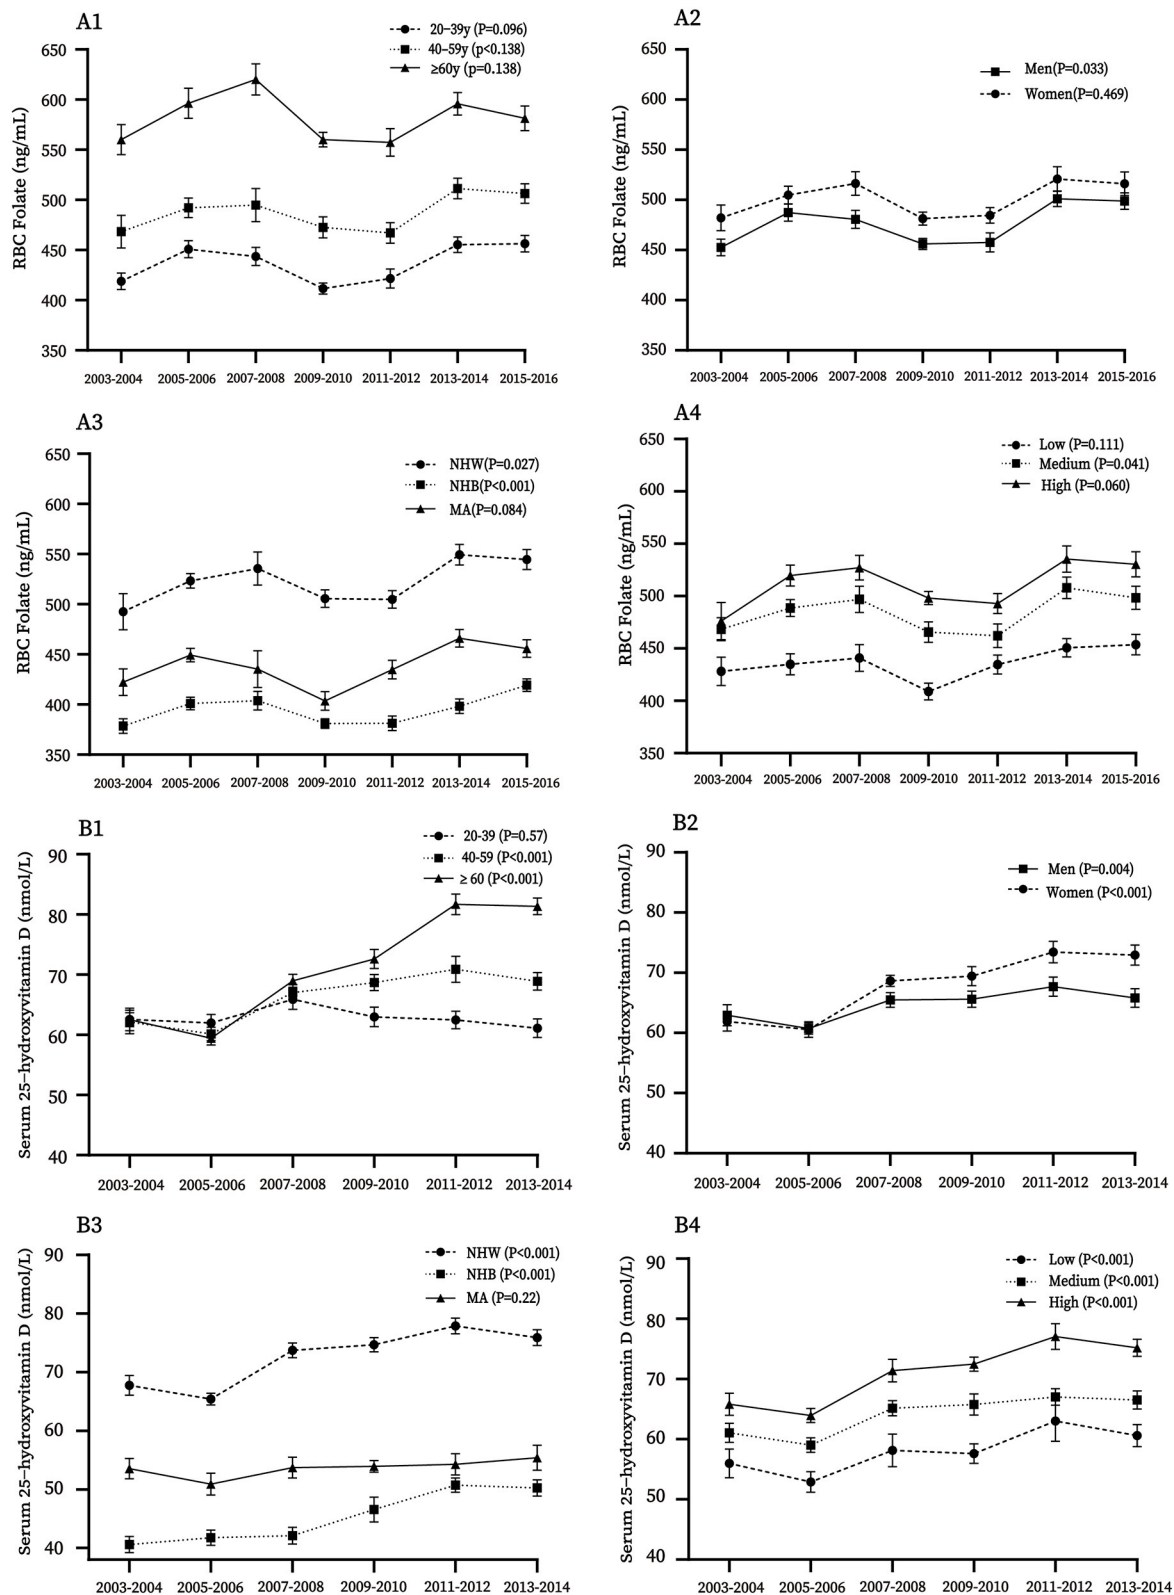 A1
20–39y (P=0.096)
40–59y (p<0.138)
≥60y (p=0.138)
RBC Folate (ng/mL)
650
600
550
500
450
400
350
2003-2004 2005-2006 2007-2008 2009-2010 2011-2012 2013-2014 2015-2016
A2
Men(P=0.033)
Women(P=0.469)
RBC Folate (ng/mL)
650
600
550
500
450
400
350
2003-2004 2005-2006 2007-2008 2009-2010 2011-2012 2013-2014 2015-2016
A3
NHW(P=0.027)
NHB(P<0.001)
MA(P=0.084)
RBC Folate (ng/mL)
650
600
550
500
450
400
350
2003-2004 2005-2006 2007-2008 2009-2010 2011-2012 2013-2014 2015-2016
A4
Low (P=0.111)
Medium (P=0.041)
High (P=0.060)
RBC Folate (ng/mL)
650
600
550
500
450
400
350
2003-2004 2005-2006 2007-2008 2009-2010 2011-2012 2013-2014 2015-2016
B1
20-39 (P=0.57)
40-59 (P<0.001)
≥ 60 (P<0.001)
Serum 25–hydroxyvitamin D (nmol/L)
90
80
70
60
50
40
2003-2004 2005-2006 2007-2008 2009-2010 2011-2012 2013-2014
B2
Men (P=0.004)
Women (P<0.001)
Serum 25–hydroxyvitamin D (nmol/L)
90
80
70
60
50
40
2003-2004 2005-2006 2007-2008 2009-2010 2011-2012 2013-2014
B3
NHW (P<0.001)
NHB (P<0.001)
MA (P=0.22)
Serum 25–hydroxyvitamin D (nmol/L)
90
80
70
60
50
40
2003-2004 2005-2006 2007-2008 2009-2010 2011-2012 2013-2014
B4
Low (P<0.001)
Medium (P<0.001)
High (P<0.001)
Serum 25–hydroxyvitamin D (nmol/L)
90
80
70
60
50
40
2003-2004 2005-2006 2007-2008 2009-2010 2011-2012 2013-2014